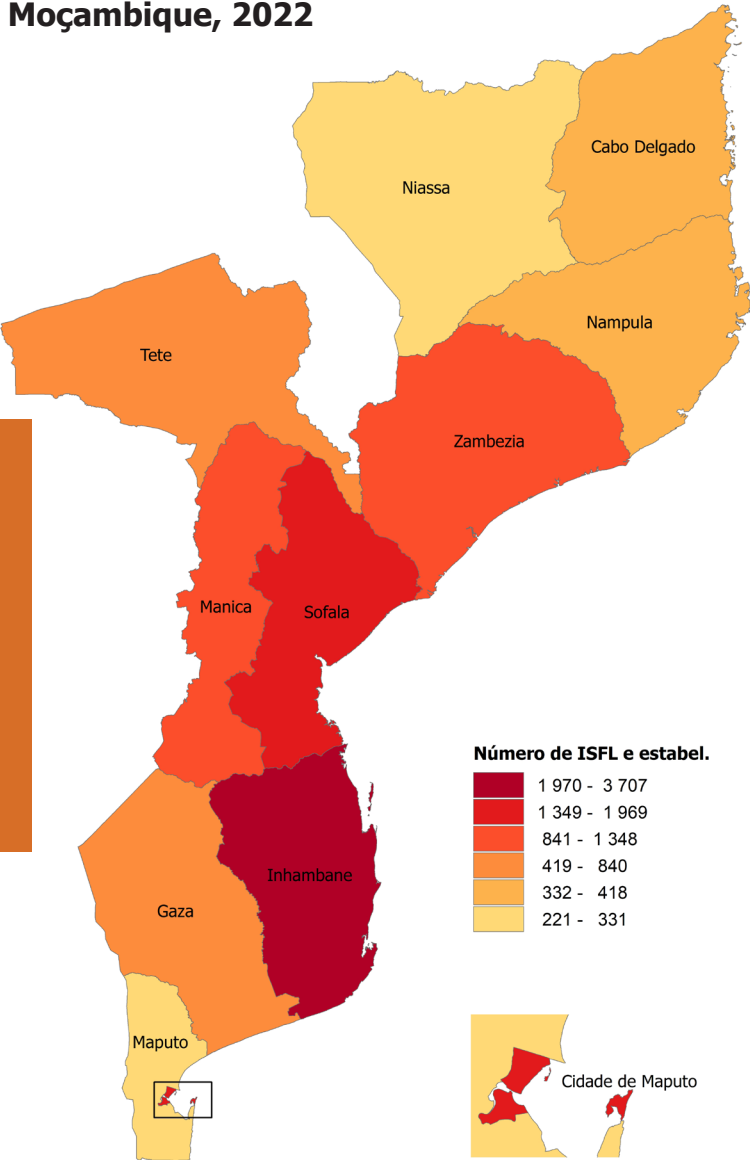 Moçambique, 2022
Cabo Delgado
Niassa
Nampula
Tete
Zambezia
Manica
Sofala
Número de ISFL e estabel.
1 970 - 3 707
1 349 - 1 969
841 - 1 348
419 - 840
332 - 418
221 - 331
Inhambane
Gaza
Maputo
Cidade de Maputo